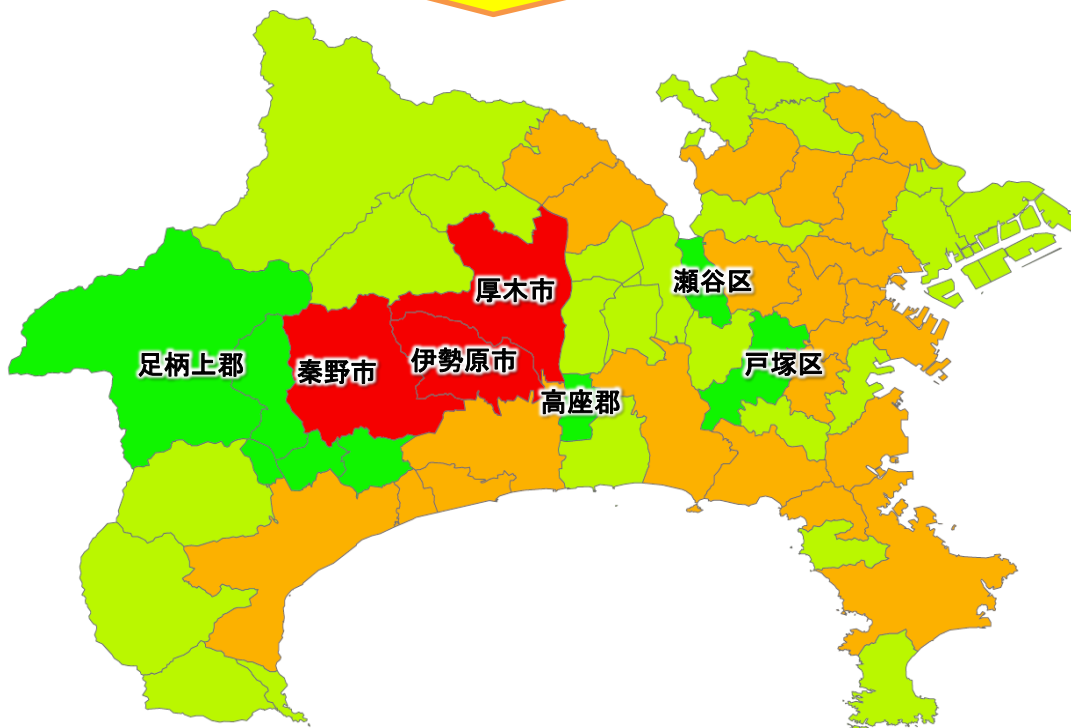 瀬谷区
厚木市
足柄上郡
秦野市
伊勢原市
戸塚区
高座郡